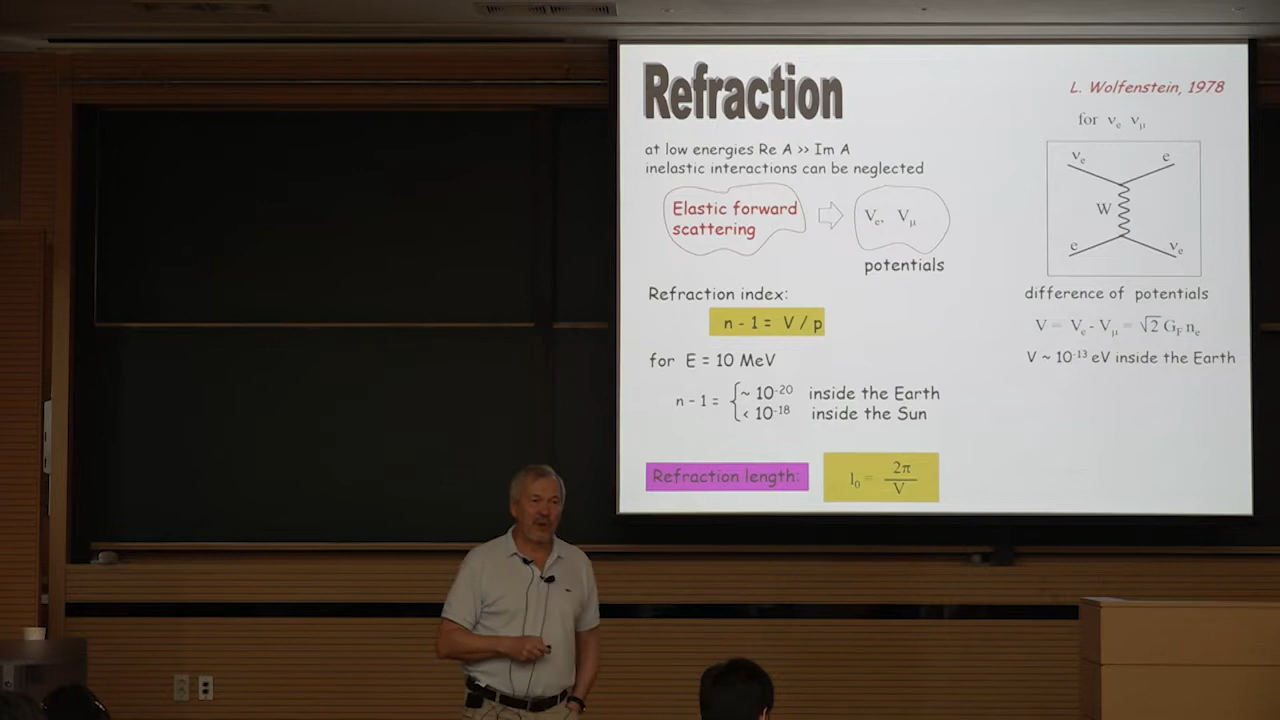 Refraction
L. Wolfenstein, 1978
for νe νμ
at low energies Re A >> Im A
inelastic interactions can be neglected
Elastic forward
scattering
Ve, Vμ
potentials
νe
e
W
e
νe
Refraction index:
n - 1 = V / p
difference of potentials
V = Ve - Vμ = √2 GF ne
V ~ 10⁻¹³ eV inside the Earth
for E = 10 MeV
n - 1 = { ~ 10⁻²⁰ inside the Earth
< 10⁻¹⁸ inside the Sun
Refraction length:
l₀ = 2π / V